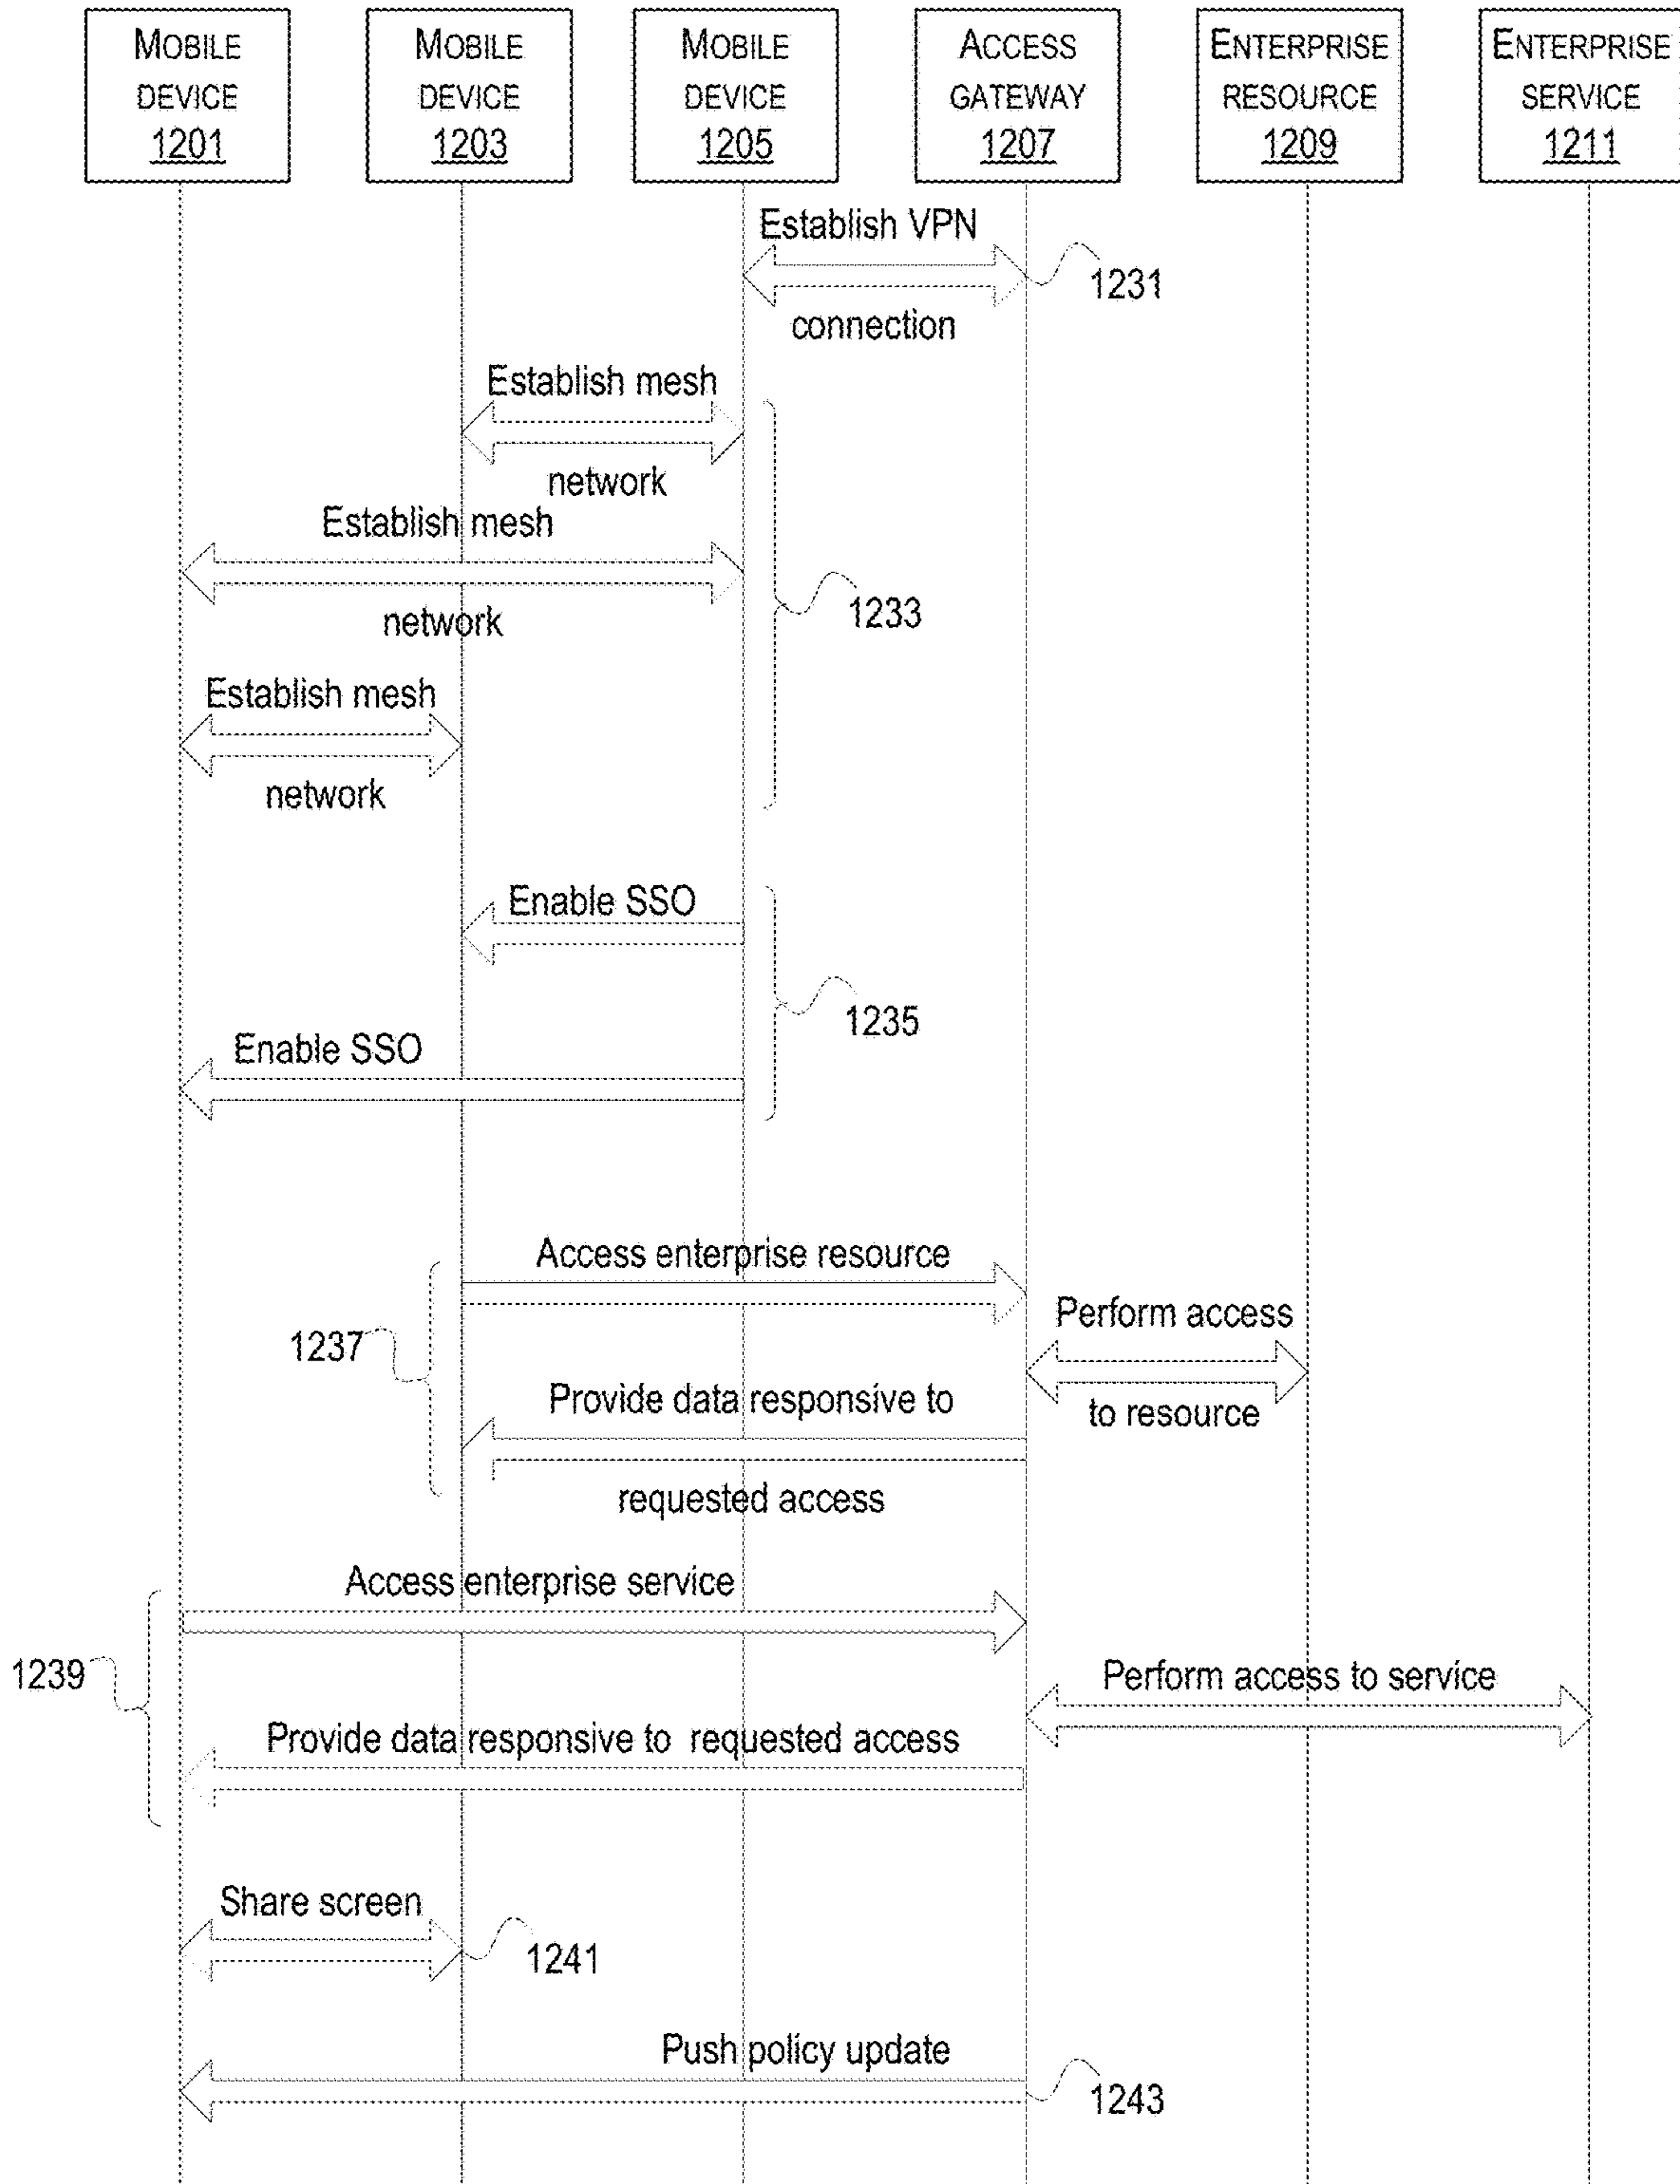 MOBILE DEVICE 1201
MOBILE DEVICE 1203
MOBILE DEVICE 1205
ACCESS GATEWAY 1207
ENTERPRISE RESOURCE 1209
ENTERPRISE SERVICE 1211
Establish VPN
1231
connection
Establish mesh
network
Establish mesh
1233
network
Establish mesh
network
Enable SSO
1235
Enable SSO
Access enterprise resource
Perform access
1237
Provide data responsive to
to resource
requested access
Access enterprise service
1239
Perform access to service
Provide data responsive to requested access
Share screen
1241
Push policy update
1243